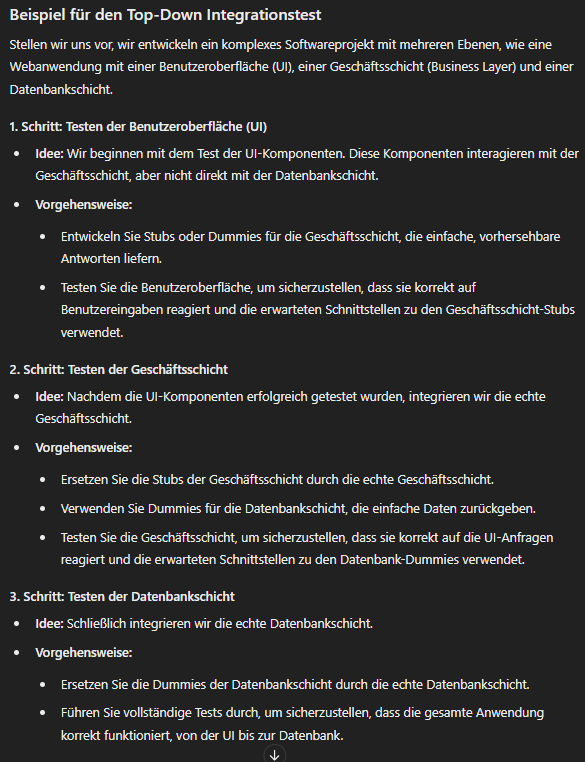 Beispiel für den Top-Down Integrationstest
Stellen wir uns vor, wir entwickeln ein komplexes Softwareprojekt mit mehreren Ebenen, wie eine
Webanwendung mit einer Benutzeroberfläche (UI), einer Geschäftsschicht (Business Layer) und einer
Datenbankschicht.
1. Schritt: Testen der Benutzeroberfläche (UI)
• Idee: Wir beginnen mit dem Test der UI-Komponenten. Diese Komponenten interagieren mit der
Geschäftsschicht, aber nicht direkt mit der Datenbankschicht.
• Vorgehensweise:
• Entwickeln Sie Stubs oder Dummies für die Geschäftsschicht, die einfache, vorhersehbare
Antworten liefern.
• Testen Sie die Benutzeroberfläche, um sicherzustellen, dass sie korrekt auf
Benutzereingaben reagiert und die erwarteten Schnittstellen zu den Geschäftsschicht-Stubs
verwendet.
2. Schritt: Testen der Geschäftsschicht
• Idee: Nachdem die UI-Komponenten erfolgreich getestet wurden, integrieren wir die echte
Geschäftsschicht.
• Vorgehensweise:
• Ersetzen Sie die Stubs der Geschäftsschicht durch die echte Geschäftsschicht.
• Verwenden Sie Dummies für die Datenbankschicht, die einfache Daten zurückgeben.
• Testen Sie die Geschäftsschicht, um sicherzustellen, dass sie korrekt auf die UI-Anfragen
reagiert und die erwarteten Schnittstellen zu den Datenbank-Dummies verwendet.
3. Schritt: Testen der Datenbankschicht
• Idee: Schließlich integrieren wir die echte Datenbankschicht.
• Vorgehensweise:
• Ersetzen Sie die Dummies der Datenbankschicht durch die echte Datenbankschicht.
• Führen Sie vollständige Tests durch, um sicherzustellen, dass die gesamte Anwendung
korrekt funktioniert, von der UI bis zur Datenbank.